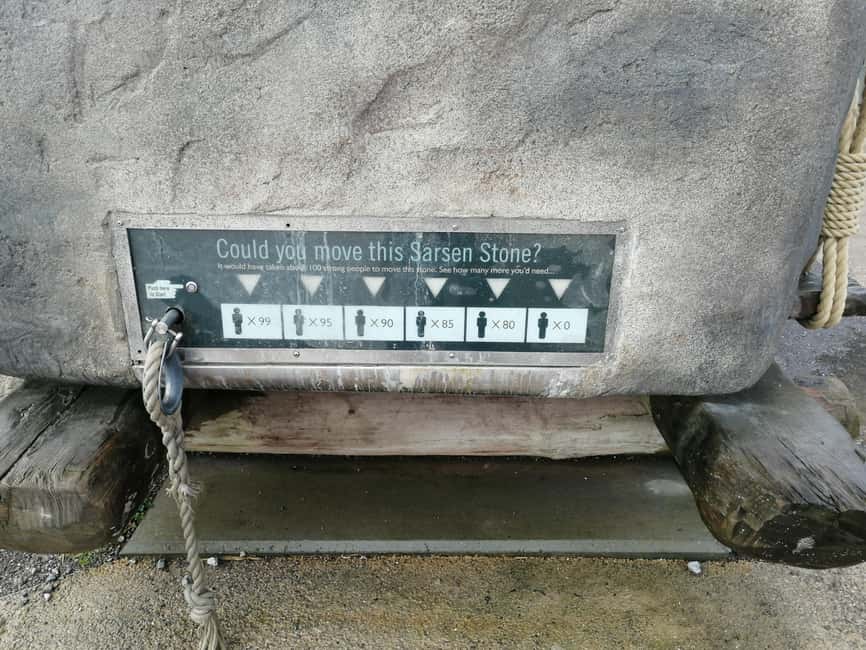 Could you move this Sarsen Stone?
It would have taken about 100 strong people to move this stone. See how many more you'd need...
Push here
to Start
X 99
X 95
X 90
X 85
X 80
X 0